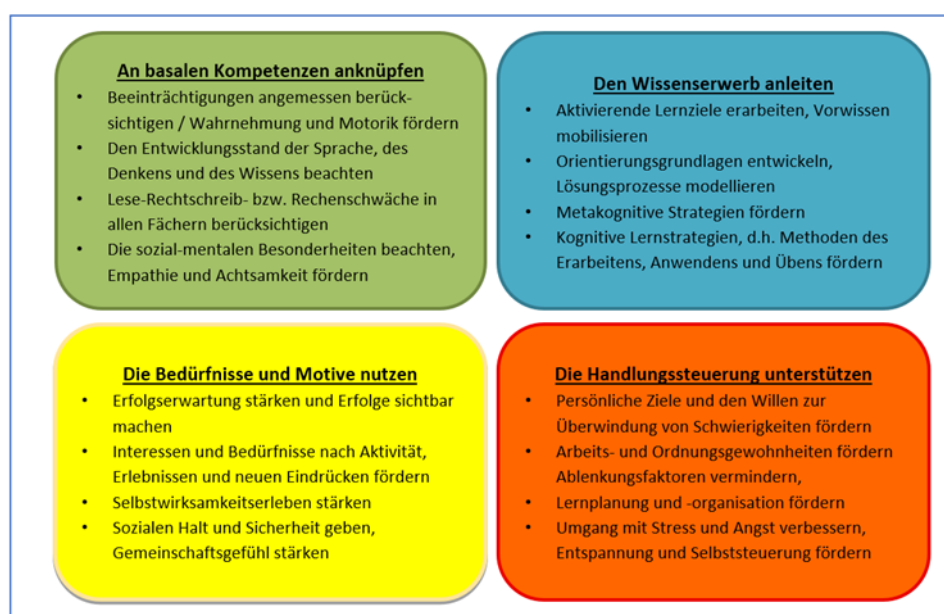 An basalen Kompetenzen anknüpfen
• Beeinträchtigungen angemessen berück-
sichtigen / Wahrnehmung und Motorik fördern
• Den Entwicklungsstand der Sprache, des
Denkens und des Wissens beachten
• Lese-Rechtschreib- bzw. Rechenschwäche in
allen Fächern berücksichtigen
• Die sozial-mentalen Besonderheiten beachten,
Empathie und Achtsamkeit fördern
Den Wissenserwerb anleiten
• Aktivierende Lernziele erarbeiten, Vorwissen
mobilisieren
• Orientierungsgrundlagen entwickeln,
Lösungsprozesse modellieren
• Metakognitive Strategien fördern
• Kognitive Lernstrategien, d.h. Methoden des
Erarbeitens, Anwendens und Übens fördern
Die Bedürfnisse und Motive nutzen
• Erfolgserwartung stärken und Erfolge sichtbar
machen
• Interessen und Bedürfnisse nach Aktivität,
Erlebnissen und neuen Eindrücken fördern
• Selbstwirksamkeitserleben stärken
• Sozialen Halt und Sicherheit geben,
Gemeinschaftsgefühl stärken
Die Handlungssteuerung unterstützen
• Persönliche Ziele und den Willen zur
Überwindung von Schwierigkeiten fördern
• Arbeits- und Ordnungsgewohnheiten fördern
Ablenkungsfaktoren vermindern,
• Lernplanung und -organisation fördern
• Umgang mit Stress und Angst verbessern,
Entspannung und Selbststeuerung fördern